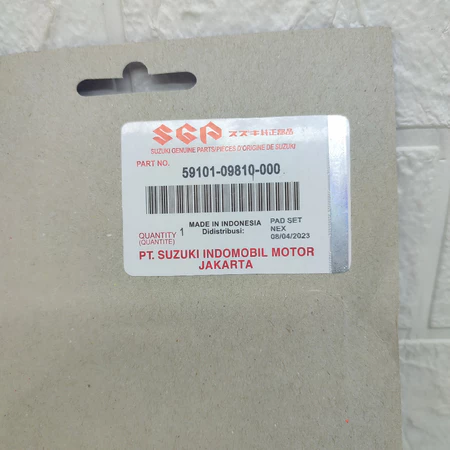 SGP スズキ純正部品
SUZUKI GENUINE PARTS/PIECES D'ORIGINE DE SUZUKI
PART NO.
59101-09810-000
MADE IN INDONESIA PAD SET
QUANTITY 1 Didistribusi: NEX
(QUANTITE) 08/04/2023
PT. SUZUKI INDOMOBIL MOTOR
JAKARTA